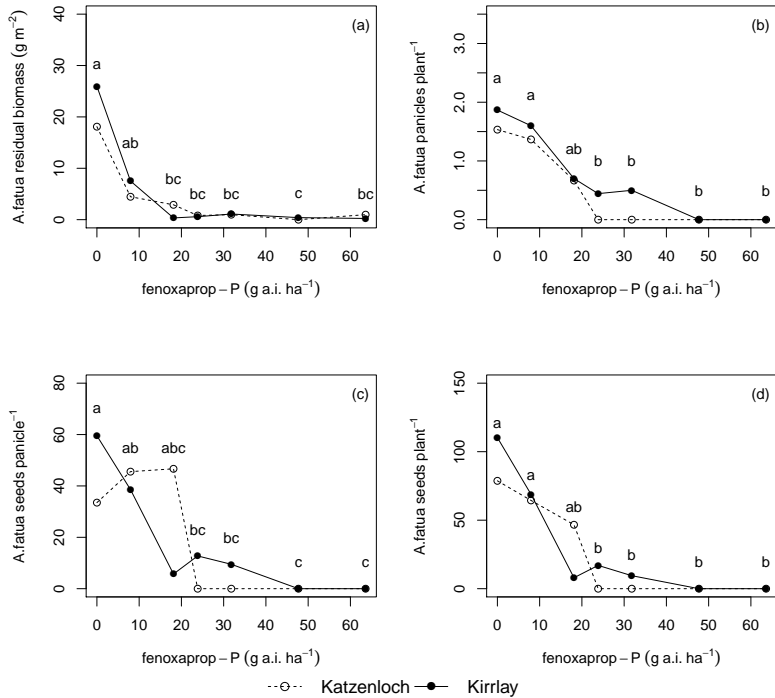 (a)
A.fatua residual biomass (g m⁻²)
40
30
20
10
0
a
ab
bc
bc
bc
c
bc
0 10 20 30 40 50 60
fenoxaprop – P (g a.i. ha⁻¹)
(b)
A.fatua panicles plant⁻¹
3.0
2.0
1.0
0.0
a
a
ab
b
b
b
b
0 10 20 30 40 50 60
fenoxaprop – P (g a.i. ha⁻¹)
(c)
A.fatua seeds panicle⁻¹
80
60
40
20
0
a
ab
abc
bc
bc
c
c
0 10 20 30 40 50 60
fenoxaprop – P (g a.i. ha⁻¹)
(d)
A.fatua seeds plant⁻¹
150
100
50
0
a
a
ab
b
b
b
b
0 10 20 30 40 50 60
fenoxaprop – P (g a.i. ha⁻¹)
Katzenloch Kirrlay